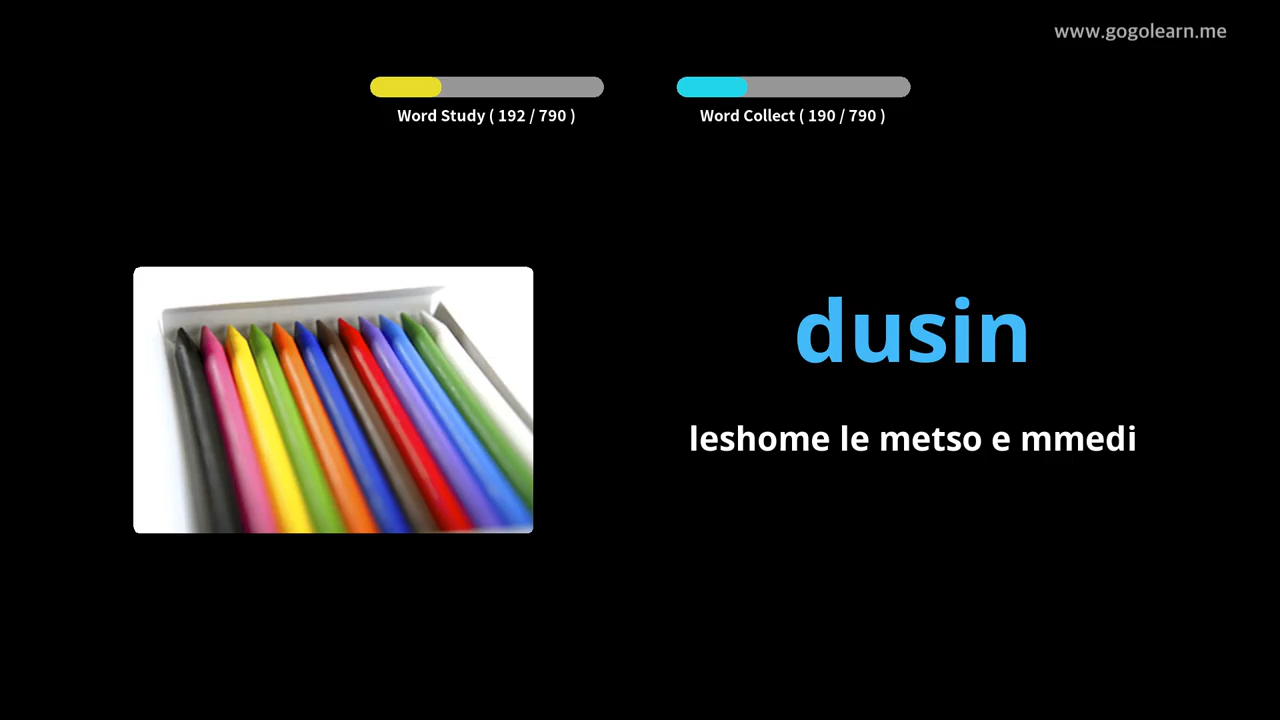 www.gogolearn.me
Word Study ( 192 / 790 )
Word Collect ( 190 / 790 )
dusin
leshome le metso e mmedi